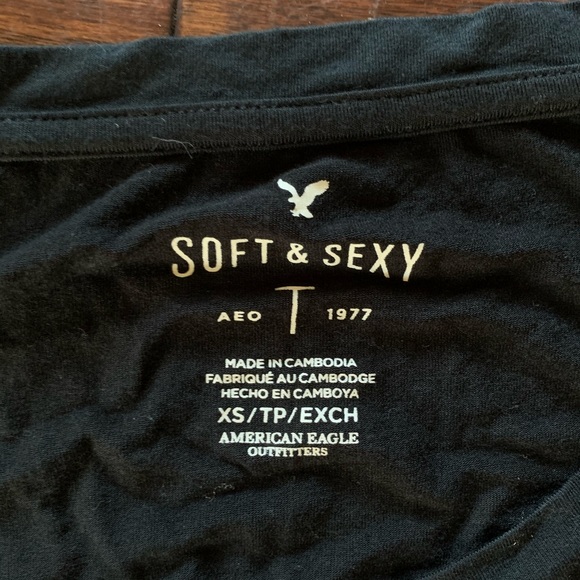 SOFT & SEXY
AEO T 1977
MADE IN CAMBODIA
FABRIQUÉ AU CAMBODGE
HECHO EN CAMBOYA
XS/TP/EXCH
AMERICAN EAGLE
OUTFITTERS